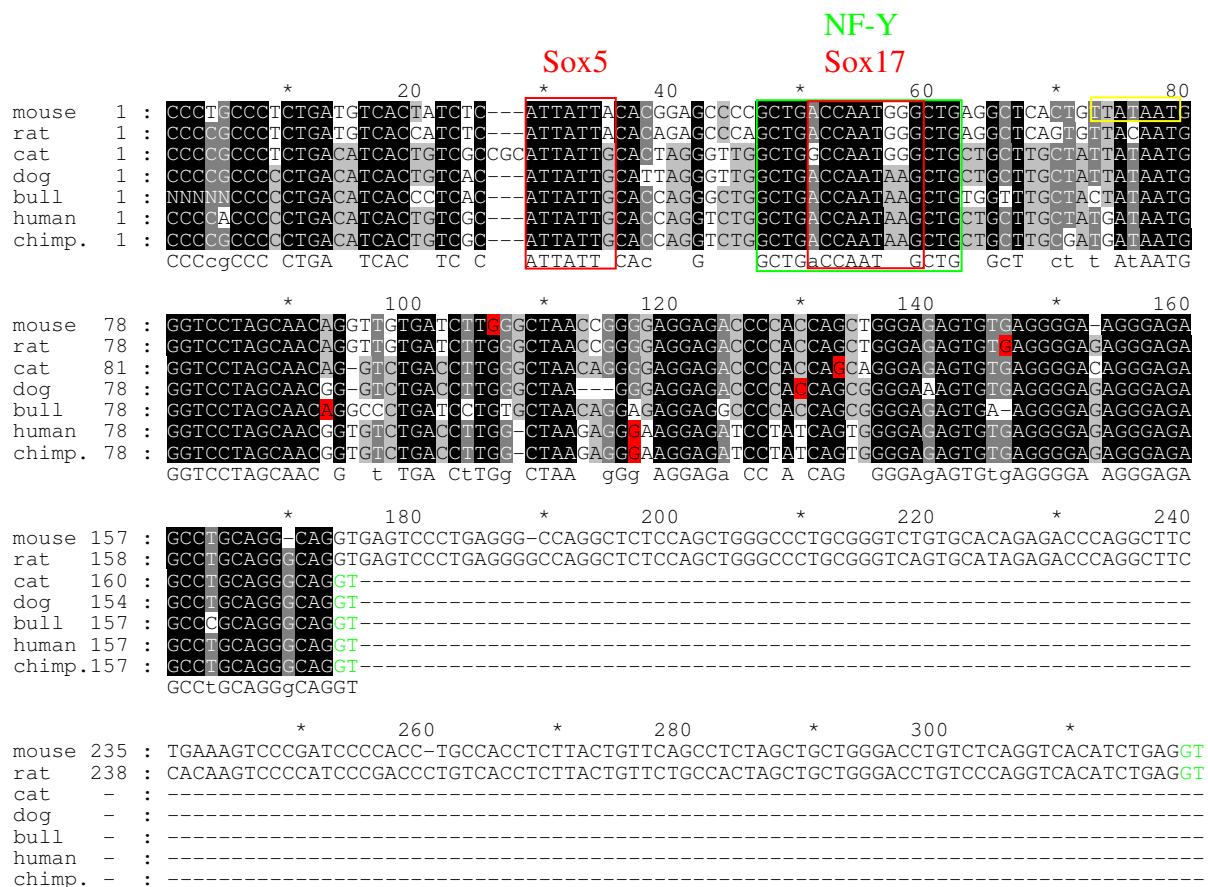 NF-Y
Sox5 Sox17
* 20 * 40 * 60 * 80
mouse 1 : CCCTGCCCTCTGATGTCACTATCTC---ATTATTACACGGAGCCCCGCTGACCAATGGGCTGAGGCTCACTGTTATAATG
rat 1 : CCCCGCCCTCTGATGTCACCATCTC---ATTATTACACAGAGCCCAGCTGACCAATGGGCTGAGGCTCAGTGTTACAATG
cat 1 : CCCCGCCCTCTGACATCACTGTCGCCGCATTATTGCACTAGGGTTGGCTGGCCAATGGGCTGCTGCTTGCTATTATAATG
dog 1 : CCCCGCCCCCTGACATCACTGTCAC---ATTATTGCATTAGGGTTGGCTGACCAATAAGCTGCTGCTTGCTATTATAATG
bull 1 : NNNNNCCCCCTGACATCACCCTCAC---ATTATTGCACCAGGGCTGGCTGACCAATAAGCTGTGGTTTGCTACTATAATG
human 1 : CCCCACCCCCTGACATCACTGTCGC---ATTATTGCACCAGGTCTGGCTGACCAATAAGCTGCTGCTTGCTATGATAATG
chimp. 1 : CCCCGCCCCCTGACATCACTGTCGC---ATTATTGCACCAGGTCTGGCTGACCAATAAGCTGCTGCTTGCGATGATAATG
CCCcgCCC CTGA TCAC TC C ATTATT CAc G GCTGaCCAAT GCTG GcT ctt t AtAATG
* 100 * 120 * 140 * 160
mouse 78 : GGTCCTAGCAACAGGTTGTGATCTTGGGCTAACCGGGGAGGAGACCCCACCAGCTGGGAGAGTGTGAGGGGA-AGGGAGA
rat 78 : GGTCCTAGCAACAGGTTGTGATCTTGGGCTAACCGGGGAGGAGACCCCACCAGCTGGGAGAGTGTGAGGGGAGAGGGAGA
cat 81 : GGTCCTAGCAACAG-GTCTGACCTTGGGCTAACAGGGGAGGAGACCCCACCAGCAGGGAGAGTGTGAGGGGACAGGGAGA
dog 78 : GGTCCTAGCAACGG-GTCTGACCTTGGGCTAA---GGGAGGAGACCCCACCAGCGGGGAAAGTGTGAGGGGAGAGGGAGA
bull 78 : GGTCCTAGCAACAGGCCCTGATCCTGTGCTAACAGGAGAGGAGGCCCCACCAGCGGGGAGAGTGA-AGGGGAGAGGGAGA
human 78 : GGTCCTAGCAACGGTGTCTGACCTTGG-CTAAGAGGGAAGGAGATCCTATCAGTGGGGAGAGTGTGAGGGGAGAGGGAGA
chimp. 78 : GGTCCTAGCAACGGTGTCTGACCTTGG-CTAAGAGGGAAGGAGATCCTATCAGTGGGGAGAGTGTGAGGGGAGAGGGAGA
GGTCCTAGCAAC G t TGA CtTGg CTAA ggg AGGAGa CC A CAG GGGAgAGTGtgAGGGGA AGGGAGA
* 180 * 200 * 220 * 240
mouse 157 : GCCTGCAGG-CAGGTGAGTCCCTGAGGG-CCAGGCTCTCCAGCTGGGCCCTGCGGGTCTGTGCACAGAGACCCAGGCTTC
rat 158 : GCCTGCAGGGCAGGTGAGTCCCTGAGGGGCCAGGCTCTCCAGCTGGGCCCTGCGGGTCAGTGCATAGAGACCCAGGCTTC
cat 160 : GCCTGCAGGGCAGGT-----------------------------------------------------------------
dog 154 : GCCTGCAGGGCAGGT-----------------------------------------------------------------
bull 157 : GCCCGCAGGGCAGGT-----------------------------------------------------------------
human 157 : GCCTGCAGGGCAGGT-----------------------------------------------------------------
chimp.157 : GCCTGCAGGGCAGGT-----------------------------------------------------------------
GCCtGCAGGgCAGGT
* 260 * 280 * 300 *
mouse 235 : TGAAAGTCCCGATCCCCACC-TGCCACCTCTTACTGTTCAGCCTCTAGCTGCTGGGACCTGTCTCAGGTCACATCTGAGGT
rat 238 : CACAAGTCCCCATCCCGACCCTGTCACCTCTTACTGTTCTGCCACTAGCTGCTGGGACCTGTCCCAGGTCACATCTGAGGT
cat - : ---------------------------------------------------------------------------------
dog - : ---------------------------------------------------------------------------------
bull - : ---------------------------------------------------------------------------------
human - : ---------------------------------------------------------------------------------
chimp. - : ---------------------------------------------------------------------------------